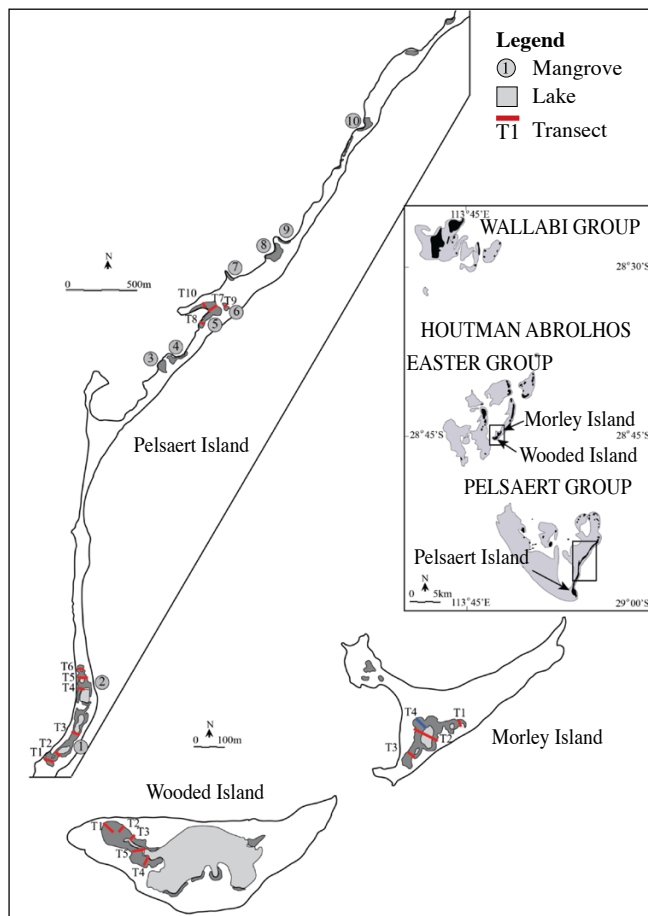 Legend
1 Mangrove
Lake
T1 Transect
10
9
8
7
N
0 500m
T10 T7 T9
6
T8 5
4
3
Pelsaert Island
113°45'E
WALLABI GROUP
28°30'S
HOUTMAN ABROLHOS
EASTER GROUP
Morley Island
28°45'S 28°45'S
Wooded Island
PELSAERT GROUP
Pelsaert Island
N
0 5km
113°45'E 29°00'S
T6
T5
T4 2
T3
T2 1
T1
N
0 100m
T4 T1
T2
T3
Morley Island
Wooded Island
T1 T2
T3
T5
T4